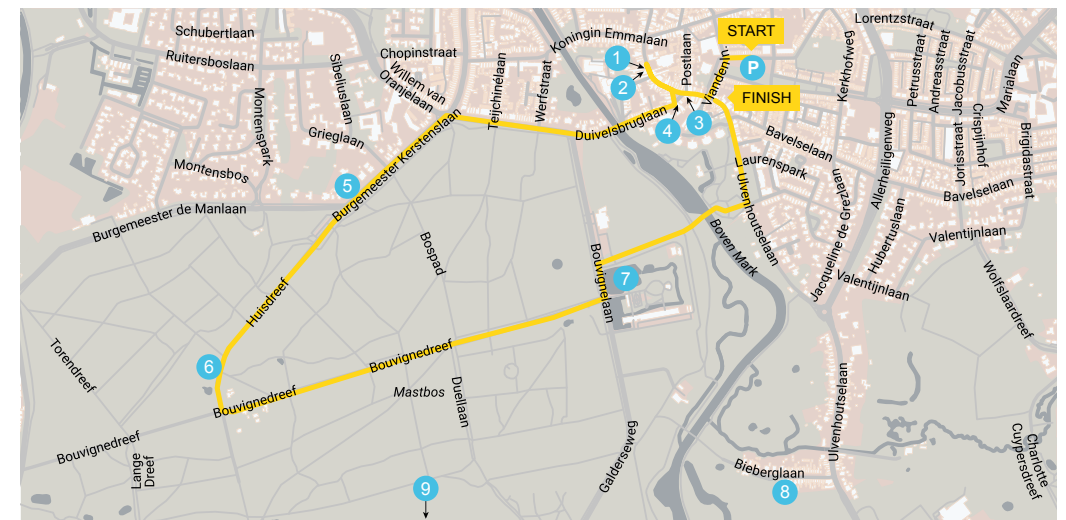 Lorentzstraat
Schubertlaan
START
Koningin Emmalaan
Chopinstraat
Ruitersboslaan
1
P
Postlaan
Kerkhofweg
Petrusstraat
Andreasstraat
Jacobusstraat
Marialaan
Sibeliuslaan
Willem van
Oranjelaan
Teijchinélaan
Werfstraat
2
Vlandenlnr
FINISH
Montenspark
Grieglaan
Duivelsbruglaan
4
3
Bavelselaan
Crispijnhof
Jorisstraat
Brigidastraat
Allerheiligenweg
Montensbos
Burgemeester Kerstenslaan
5
Laurenspark
Ulvenhoutselaan
Bavelselaan
Burgemeester de Manlaan
Jacqueline de Grezlaan
Hubertuslaan
Valentijnlaan
Bospad
Bouvignelaan
Boven Mark
7
Valentijnlaan
Wolfslaardreef
Huisdreef
Torendreef
6
Bouvignedreef
Bouvignedreef
Mastbos
Duellaan
Ulvenhoutselaan
Bouvignedreef
Lange
Dreef
Galderseweg
Charlotte
Cuypersdreef
Bieberglaan
8
9